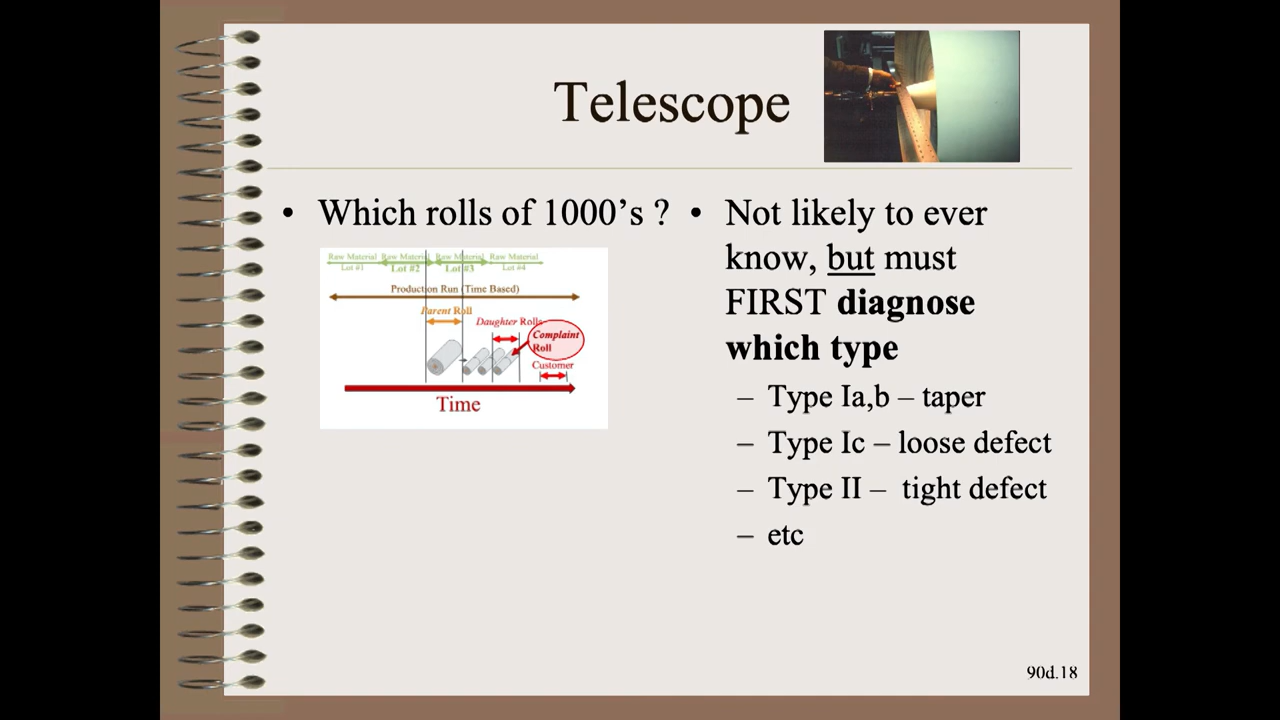 Telescope
• Which rolls of 1000's ?
Raw Material Raw Material Raw Material Raw Material
Lot #1 Lot #2 Lot #3 Lot #4
Production Run (Time Based)
Parent Roll
Daughter Rolls
Complaint
Roll
Customer
Time
• Not likely to ever
know, but must
FIRST diagnose
which type
– Type Ia,b – taper
– Type Ic – loose defect
– Type II – tight defect
– etc
90d.18